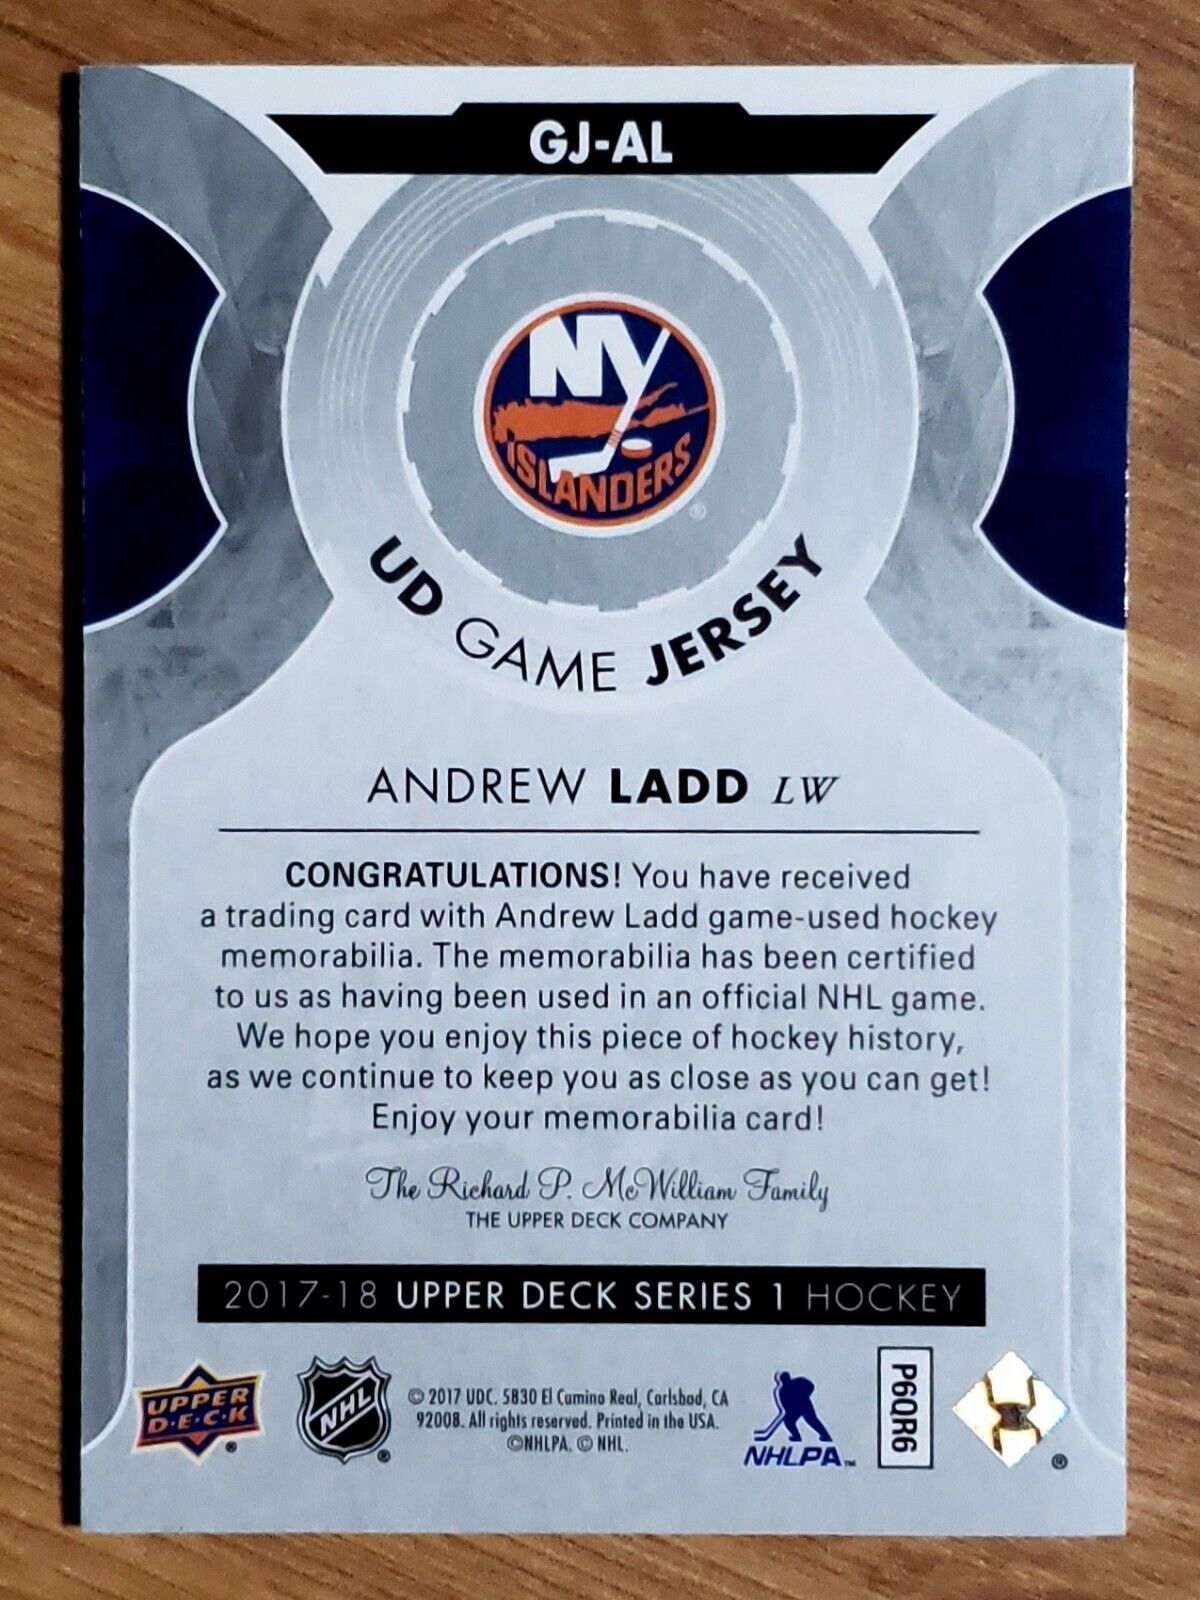 GJ-AL
NY
ISLANDERS
®
UD GAME JERSEY
ANDREW LADD LW
CONGRATULATIONS! You have received
a trading card with Andrew Ladd game-used hockey
memorabilia. The memorabilia has been certified
to us as having been used in an official NHL game.
We hope you enjoy this piece of hockey history,
as we continue to keep you as close as you can get!
Enjoy your memorabilia card!
The Richard P. McWilliam Family
THE UPPER DECK COMPANY
2017-18 UPPER DECK SERIES 1 HOCKEY
UPPER
D·E·C·K
®
NHL
®
© 2017 UDC. 5830 El Camino Real, Carlsbad, CA
92008. All rights reserved. Printed in the USA.
©NHLPA. © NHL.
NHLPA™
P6QR6
®